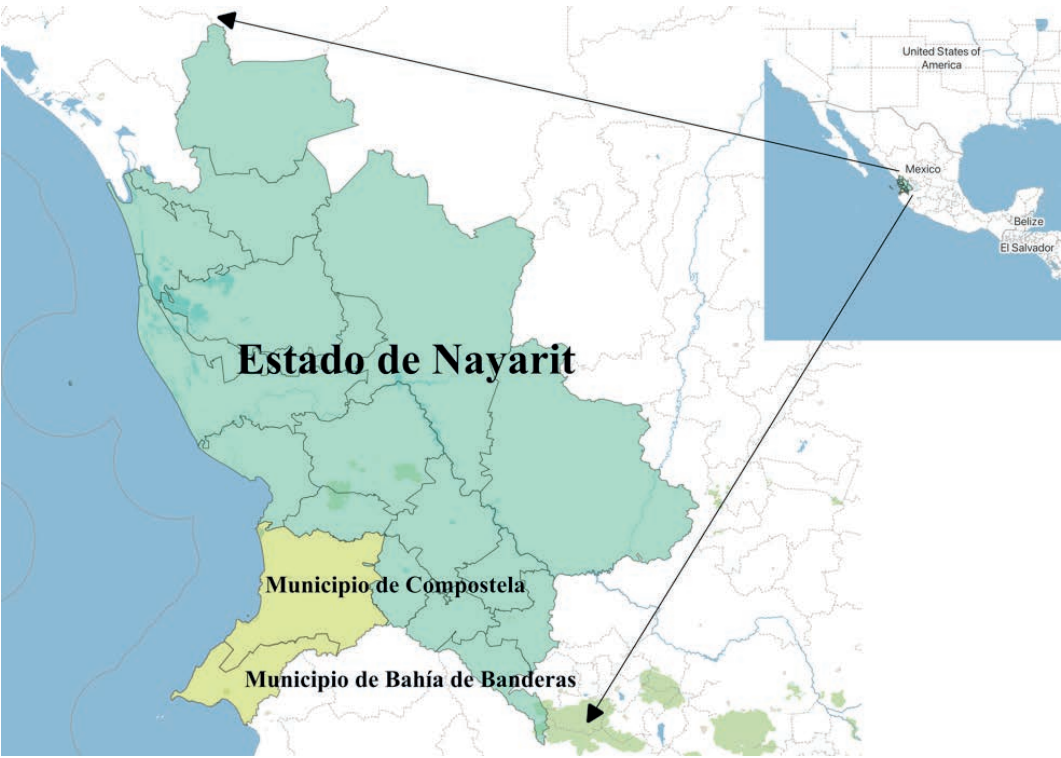 United States of
America
Mexico
Belize
El Salvador
Estado de Nayarit
Municipio de Compostela
Municipio de Bahía de Banderas